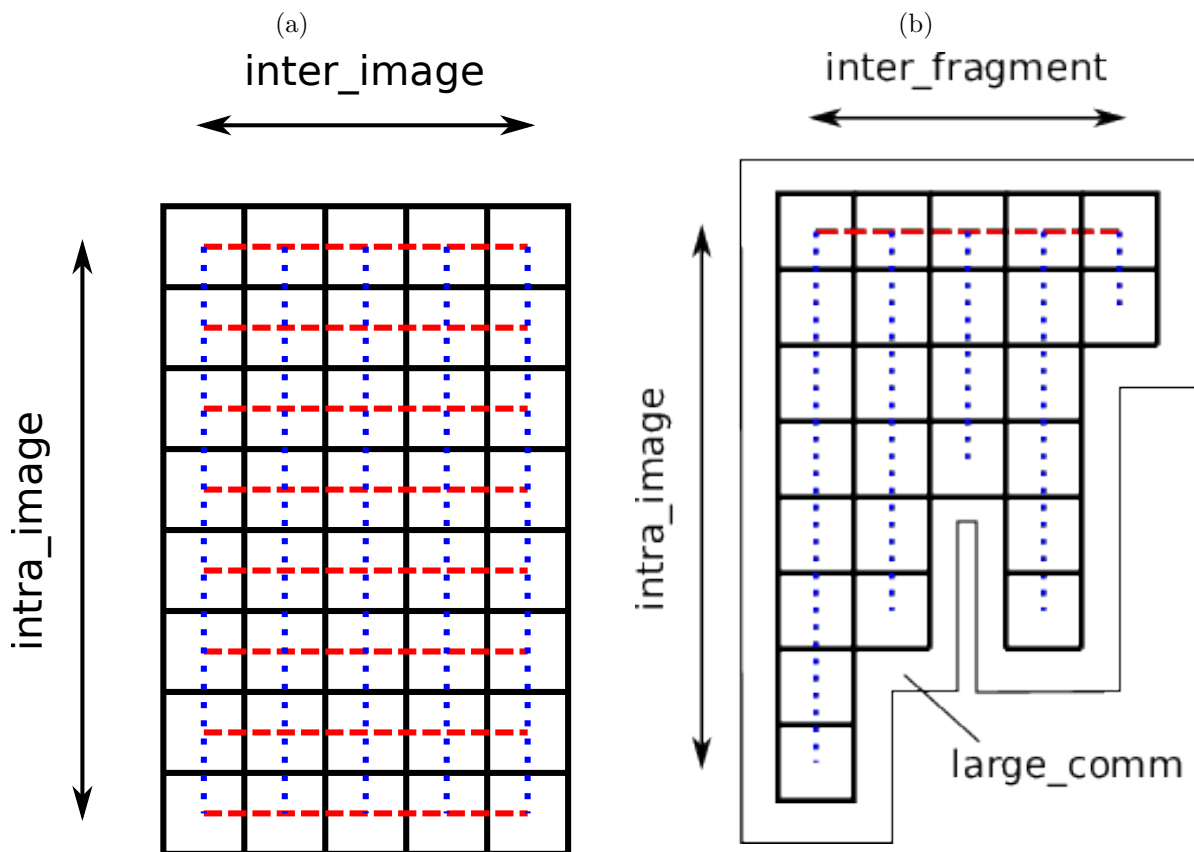 (a)
inter_image
intra_image
(b)
inter_fragment
intra_image
large_comm